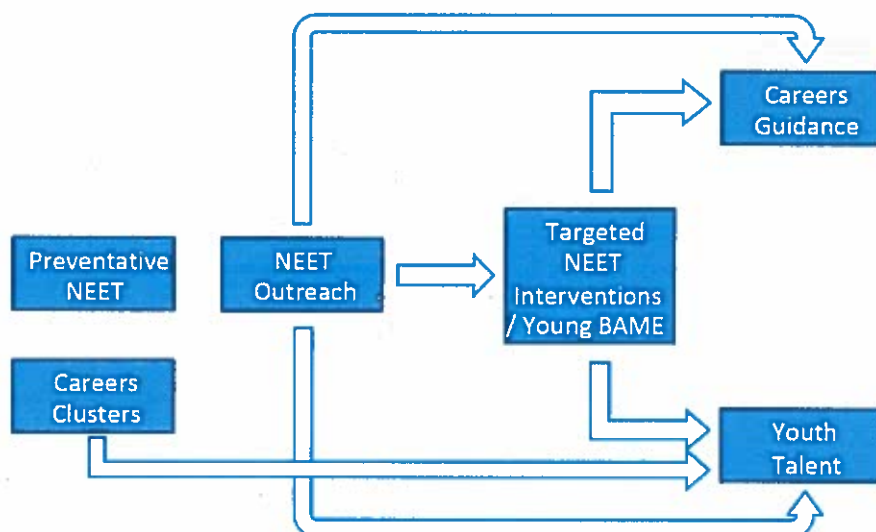 Careers
Guidance
Preventative
NEET
NEET
Outreach
Targeted
NEET
Interventions
/ Young BAME
Careers
Clusters
Youth
Talent